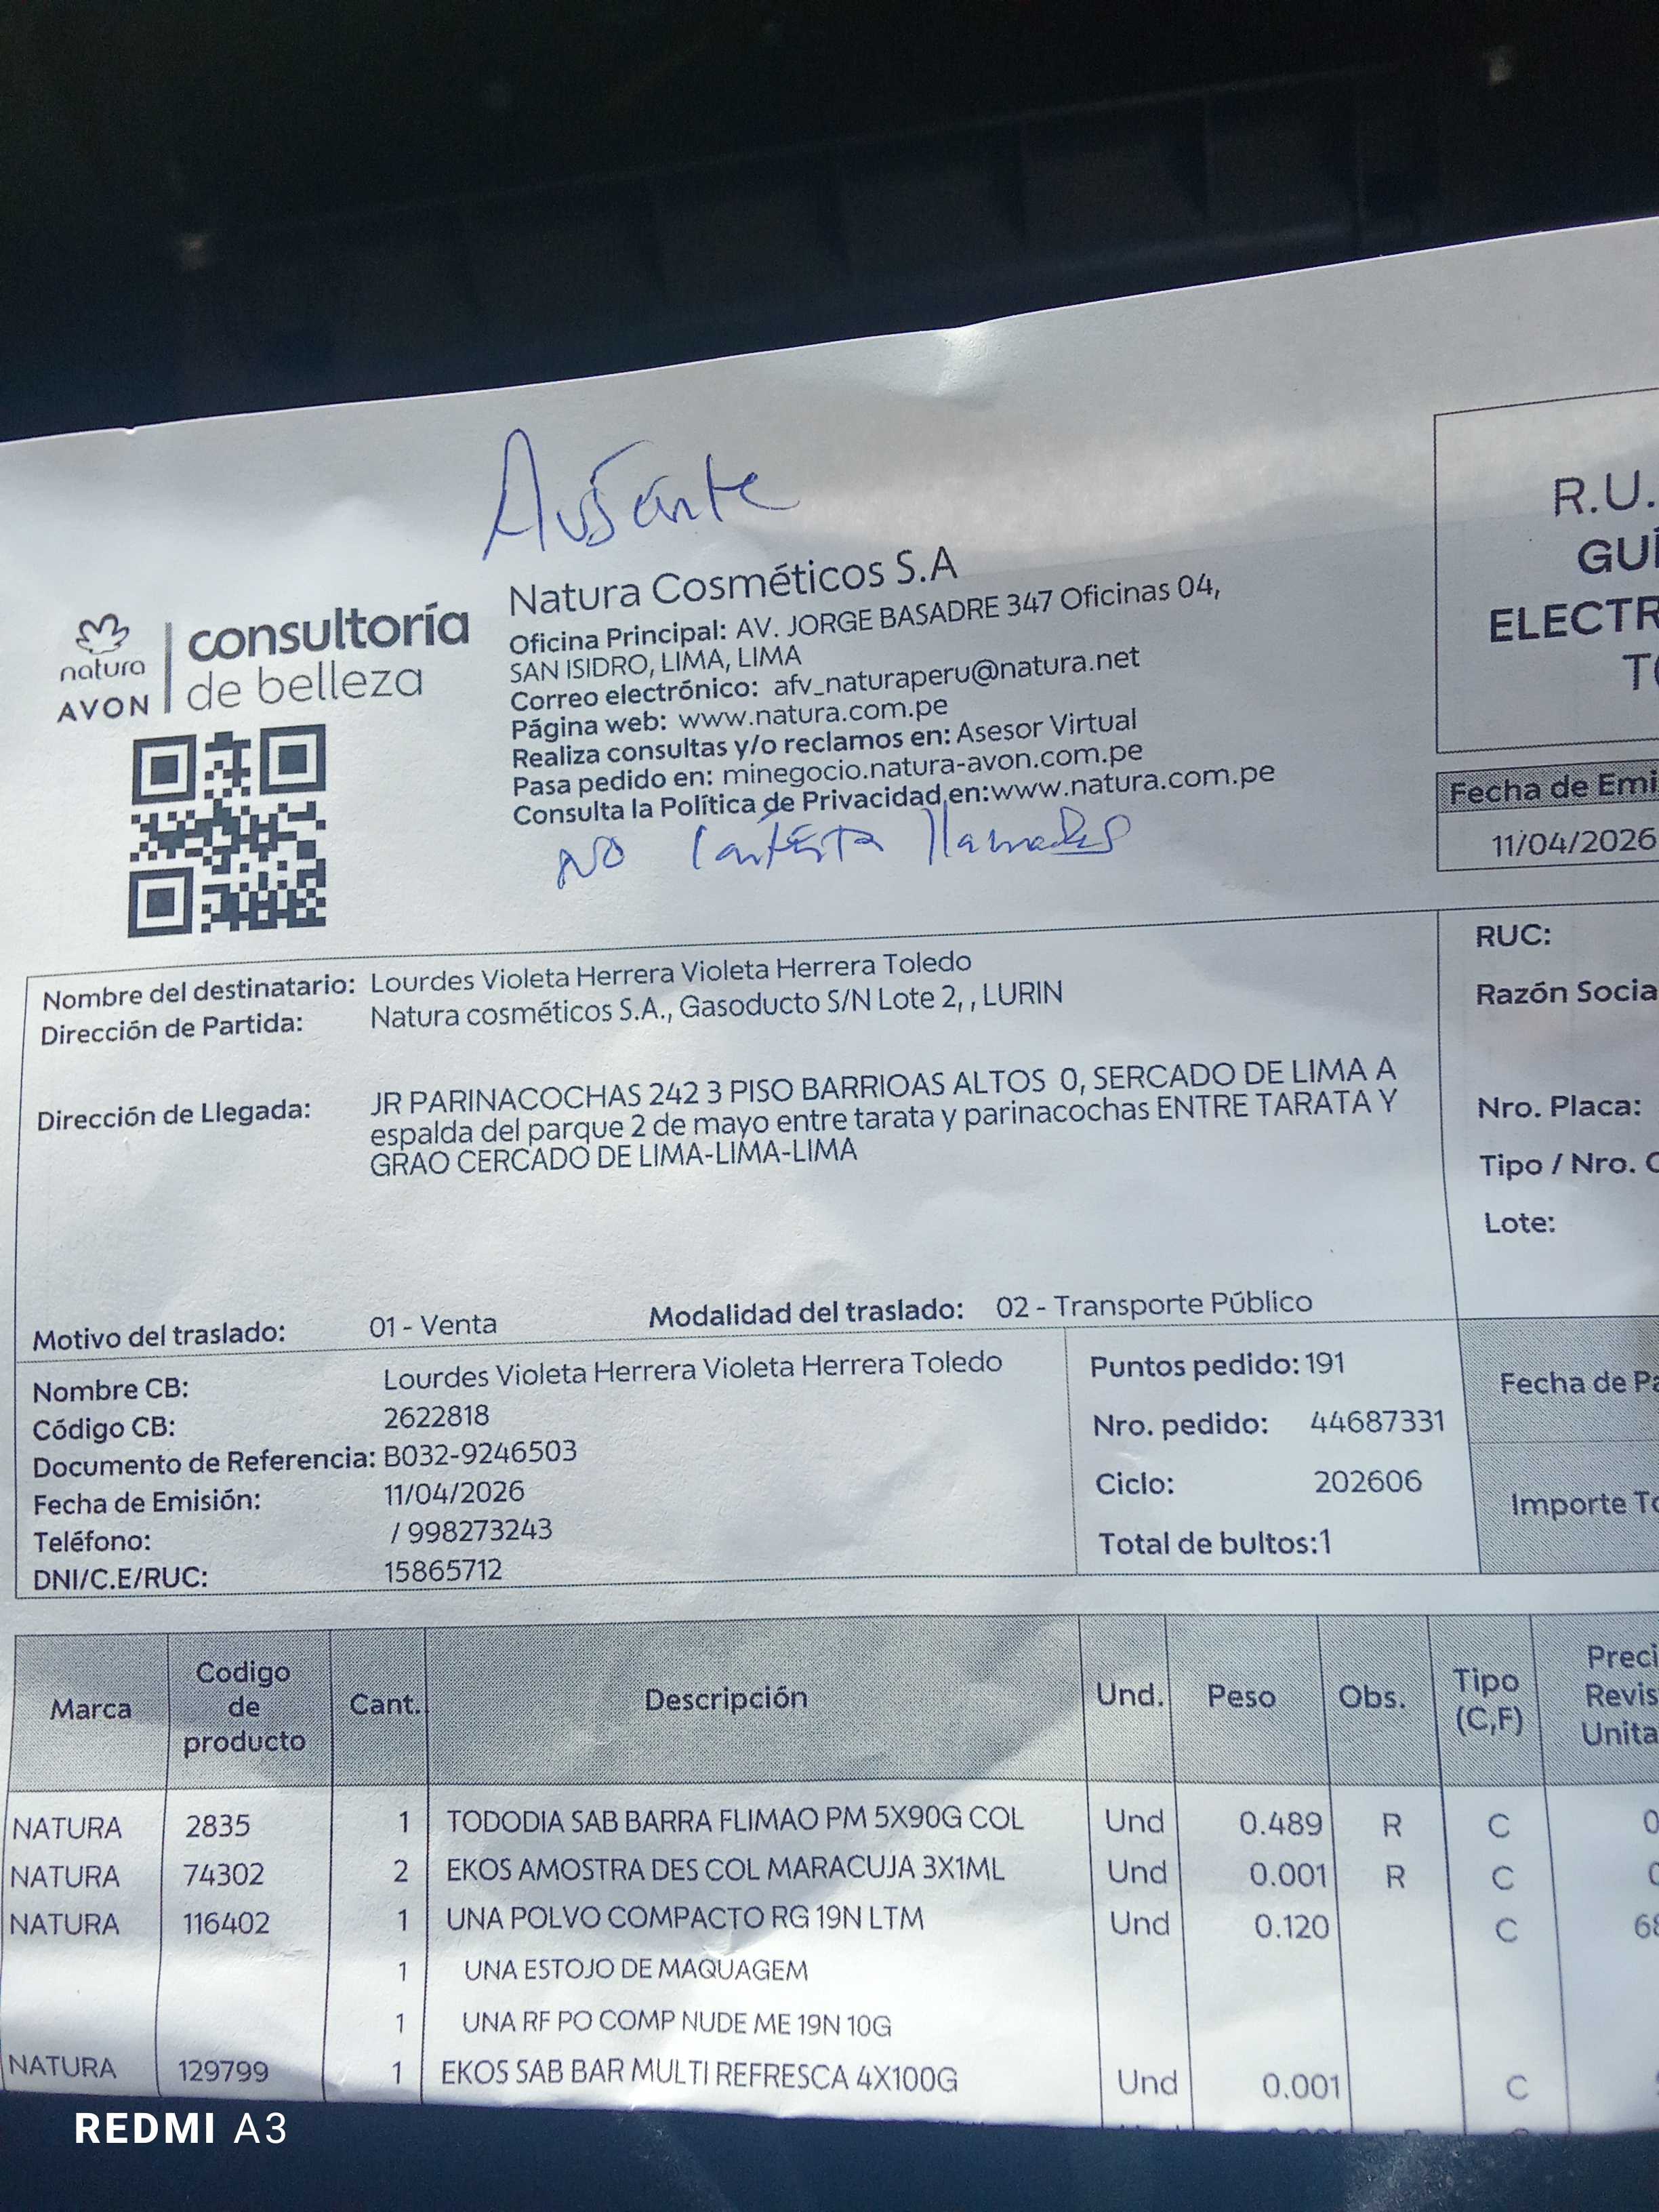 Ausente
natura
AVON
consultoría
de belleza
Natura Cosméticos S.A
Oficina Principal: AV. JORGE BASADRE 347 Oficinas 04,
SAN ISIDRO, LIMA, LIMA
Correo electrónico: afv_naturaperu@natura.net
Página web: www.natura.com.pe
Realiza consultas y/o reclamos en: Asesor Virtual
Pasa pedido en: minegocio.natura-avon.com.pe
Consulta la Política de Privacidad en:www.natura.com.pe
No contesta llamadas
R.U.
GUÍ
ELECTR
Fecha de Emi
11/04/2026
Nombre del destinatario: Lourdes Violeta Herrera Violeta Herrera Toledo
Dirección de Partida: Natura cosméticos S.A., Gasoducto S/N Lote 2, , LURIN
Dirección de Llegada: JR PARINACOCHAS 242 3 PISO BARRIOAS ALTOS 0, SERCADO DE LIMA A
espalda del parque 2 de mayo entre tarata y parinacochas ENTRE TARATA Y
GRAO CERCADO DE LIMA-LIMA-LIMA
Motivo del traslado: 01 - Venta Modalidad del traslado: 02 - Transporte Público
RUC:
Razón Socia
Nro. Placa:
Tipo / Nro.
Lote:
Nombre CB: Lourdes Violeta Herrera Violeta Herrera Toledo
Código CB: 2622818
Documento de Referencia: B032-9246503
Fecha de Emisión: 11/04/2026
Teléfono: / 998273243
DNI/C.E/RUC: 15865712
Puntos pedido: 191
Nro. pedido: 44687331
Ciclo: 202606
Total de bultos:1
Fecha de Pa
Importe To
Marca Codigo de producto Cant. Descripción Und. Peso Obs. Tipo (C,F) Preci Revis Unita
NATURA 2835 1 TODODIA SAB BARRA FLIMAO PM 5X90G COL Und 0.489 R C 0
NATURA 74302 2 EKOS AMOSTRA DES COL MARACUJA 3X1ML Und 0.001 R C 0
NATURA 116402 1 UNA POLVO COMPACTO RG 19N LTM Und 0.120 C 68
1 UNA ESTOJO DE MAQUAGEM
1 UNA RF PO COMP NUDE ME 19N 10G
NATURA 129799 1 EKOS SAB BAR MULTI REFRESCA 4X100G Und 0.001 C
REDMI A3